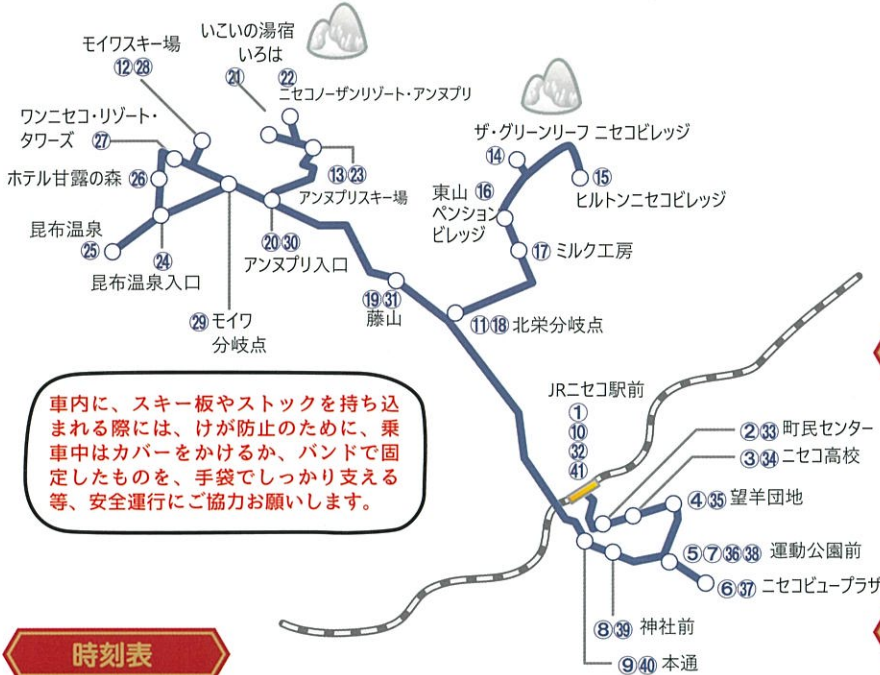 モイワスキー場
⑫㉘
いこいの湯宿
いろは
㉑
㉒
ニセコノーザンリゾート・アンヌプリ
ワンニセコ・リゾート・
タワーズ ㉗
ホテル甘露の森 ㉖
昆布温泉
㉕
㉔
昆布温泉入口
⑬㉓
アンヌプリスキー場
⑳㉚
アンヌプリ入口
㉙モイワ
分岐点
⑲㉛
藤山
ザ・グリーンリーフ ニセコビレッジ
⑭
⑮
ヒルトンニセコビレッジ
東山 ⑯
ペンション
ビレッジ
⑰ ミルク工房
⑪⑱ 北栄分岐点
車内に、スキー板やストックを持ち込
まれる際には、けが防止のために、乗
車中はカバーをかけるか、バンドで固
定したものを、手袋でしっかり支える
等、安全運行にご協力お願いします。
JRニセコ駅前
①
⑩
㉜
㊶
②㉝ 町民センター
③㉞ ニセコ高校
④㉟ 望羊団地
⑤⑦㊱㊳ 運動公園前
⑥㊲ ニセコビュープラザ
⑧㊴ 神社前
⑨㊵ 本通
時刻表